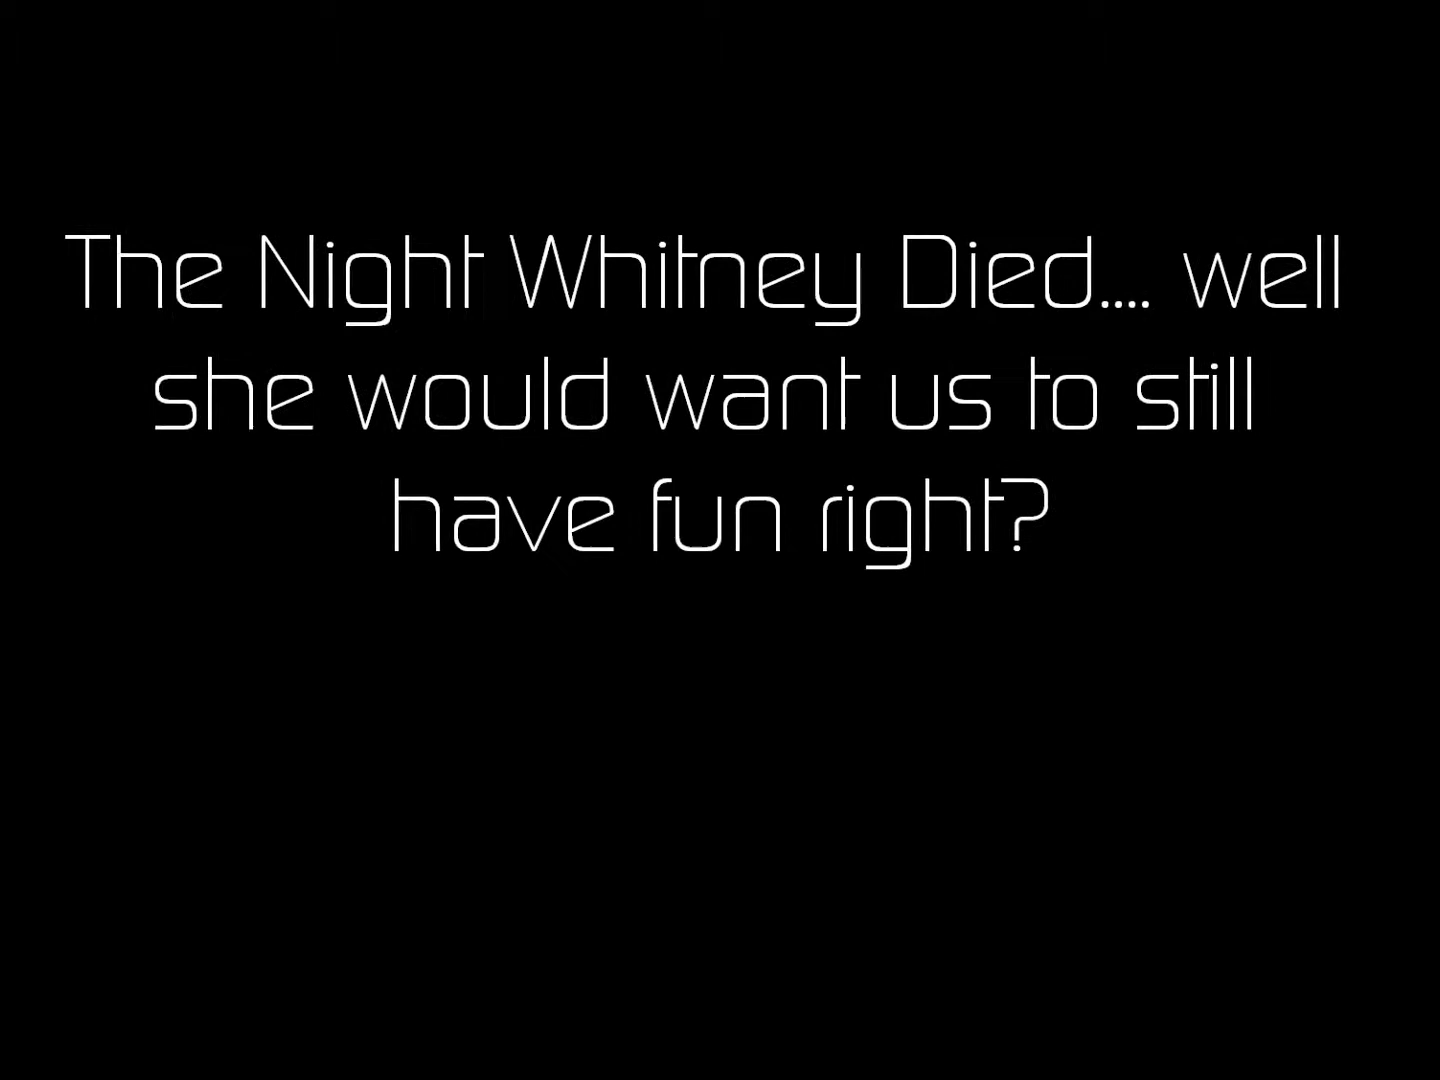 The Night Whitney Died.... well
she would want us to still
have fun right?